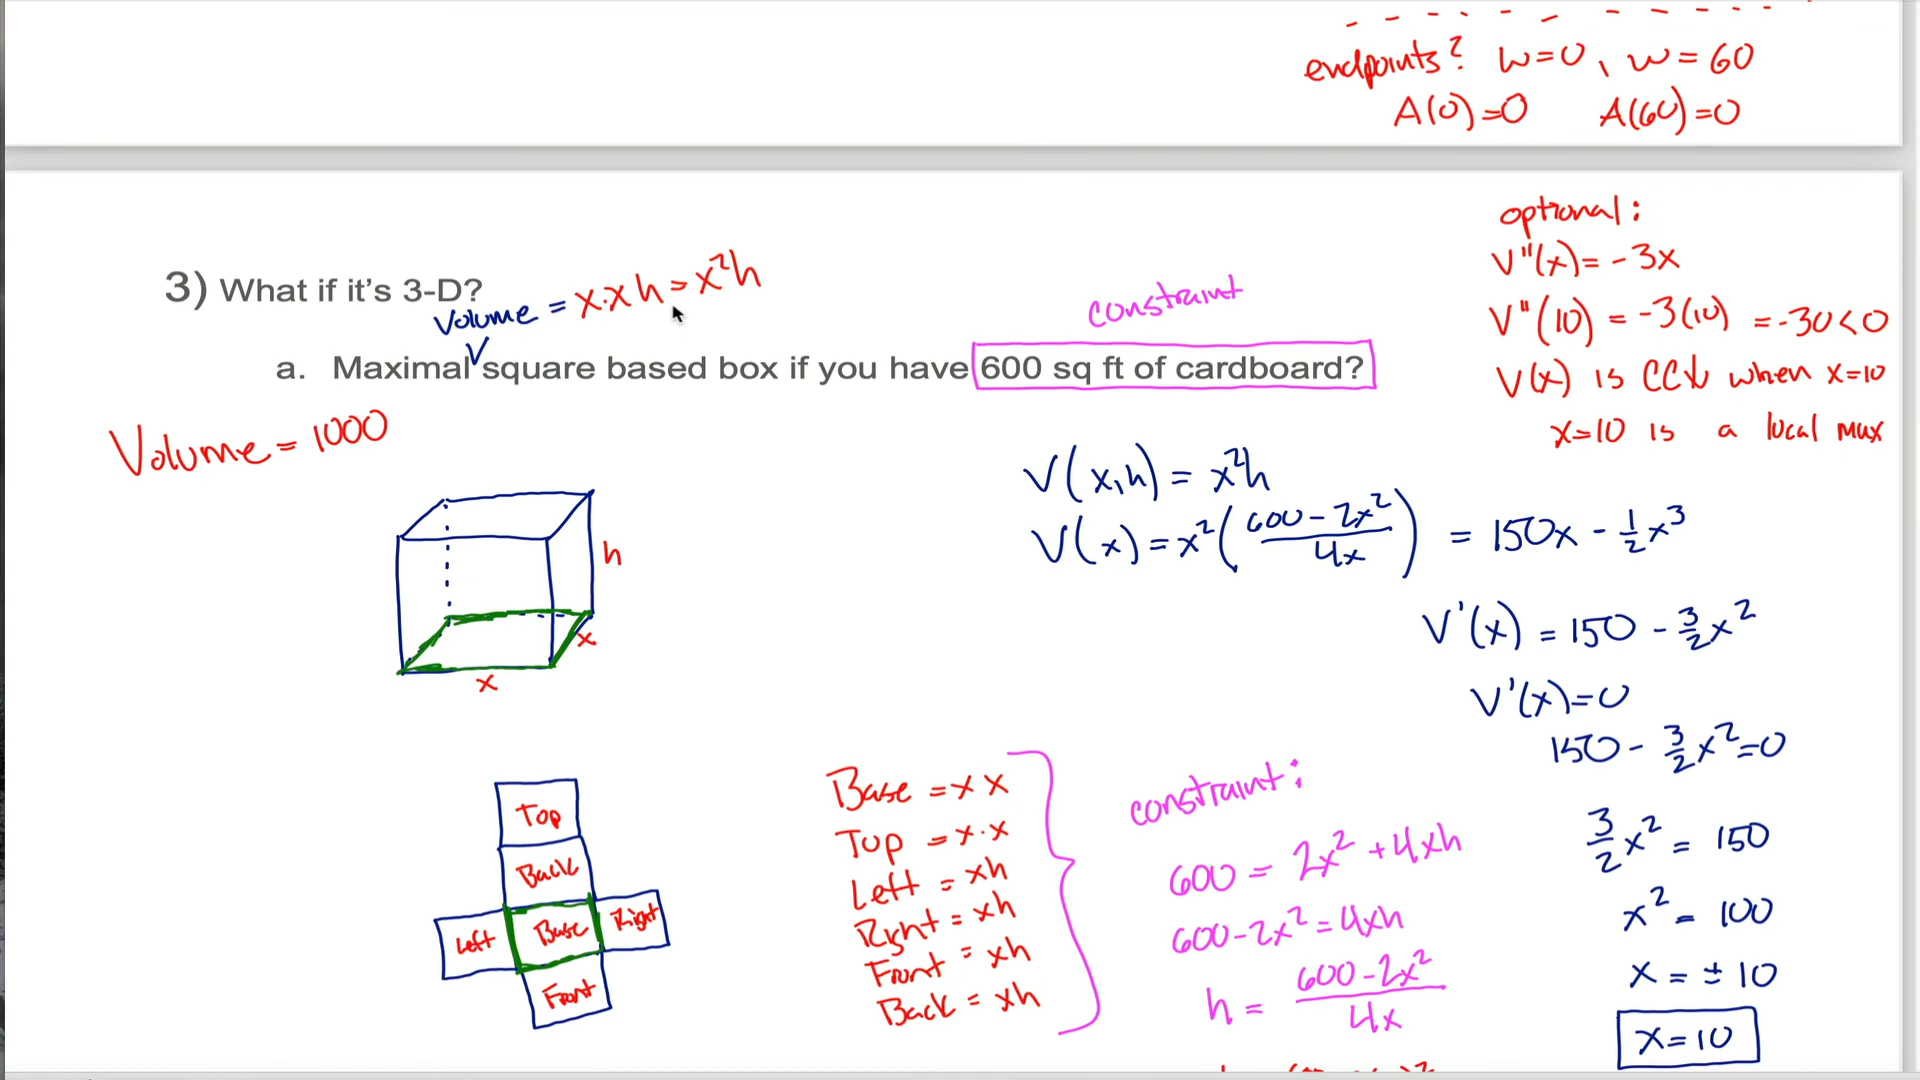 endpoints? w=0, w=60
A(0)=0 A(60)=0
3) What if it's 3-D?
Volume = x·x h = x²h
a. Maximal ✓ square based box if you have 600 sq ft of cardboard?
constraint
optional:
V"(x)= -3x
V"(10) = -3(10) = -30<0
V(x) is CC↓ when x=10
x=10 is a local max
Volume = 1000
h
x
x
V(x,h) = x²h
V(x) = x²(600-2x²/4x) = 150x - 1/2x³
V'(x) = 150 - 3/2x²
V'(x)=0
150 - 3/2x²=0
3/2x² = 150
x² = 100
x = ± 10
x=10
Top
Back
Left Base Right
Front
Base = x x
Top = x·x
Left = xh
Right = xh
Front = xh
Back = xh
constraint:
600 = 2x² + 4xh
600-2x² = 4xh
h = 600-2x²/4x